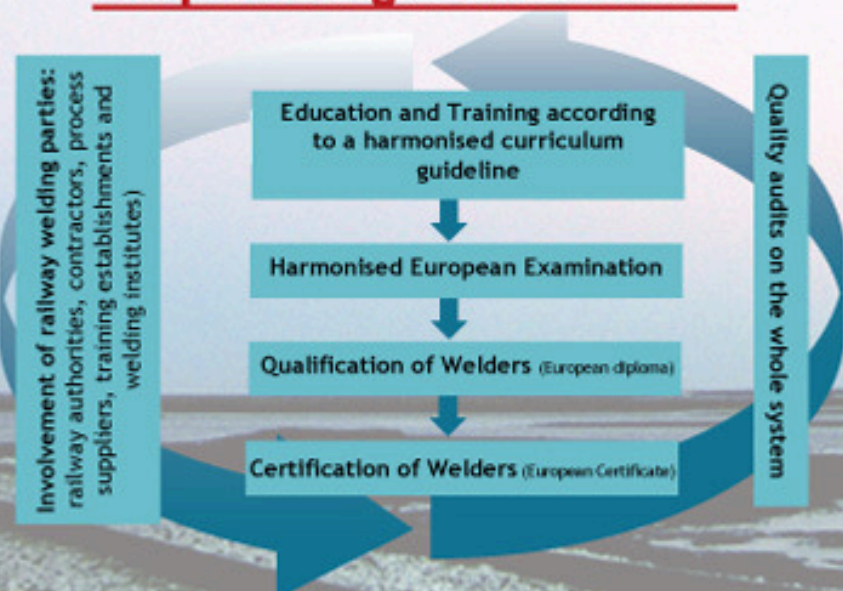 Involvement of railway welding parties:
railway authorities, contractors, process
suppliers, training establishments and
welding institutes)
Education and Training according
to a harmonised curriculum
guideline
Harmonised European Examination
Qualification of Welders (European diploma)
Certification of Welders (European Certificate)
Quality audits on the whole system